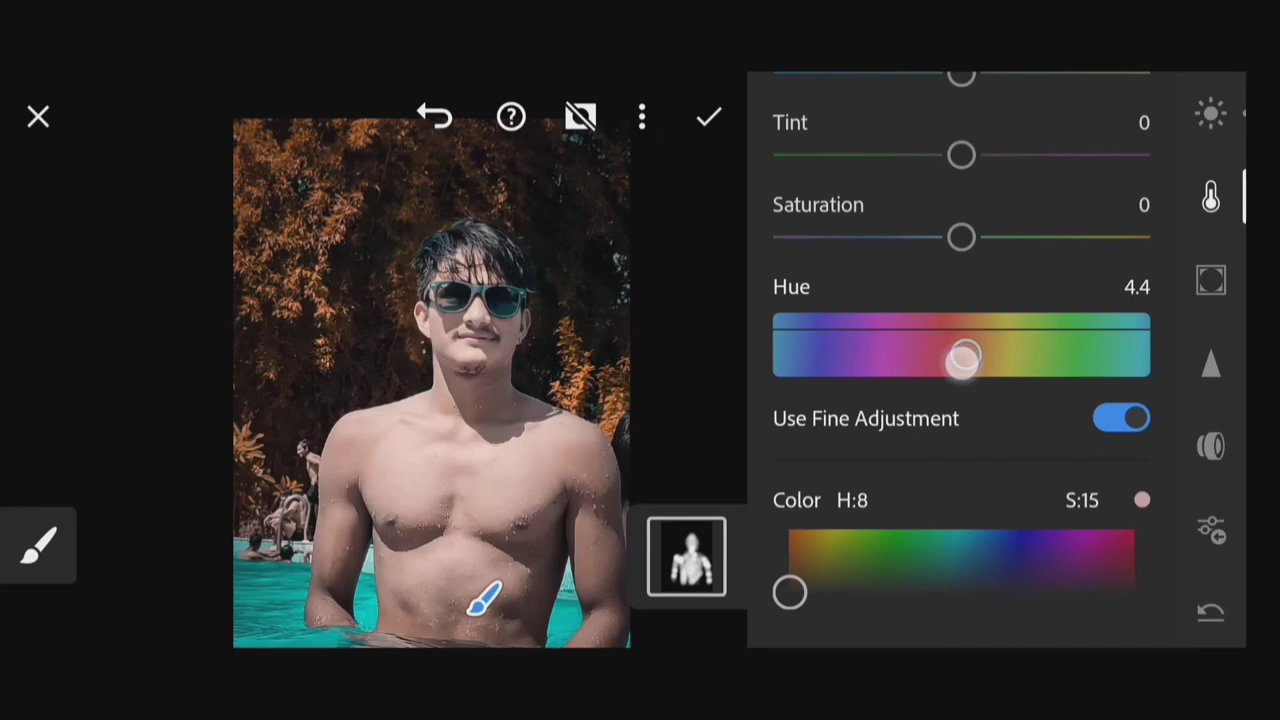 Tint 0
Saturation 0
Hue 4.4
Use Fine Adjustment
Color H:8 S:15